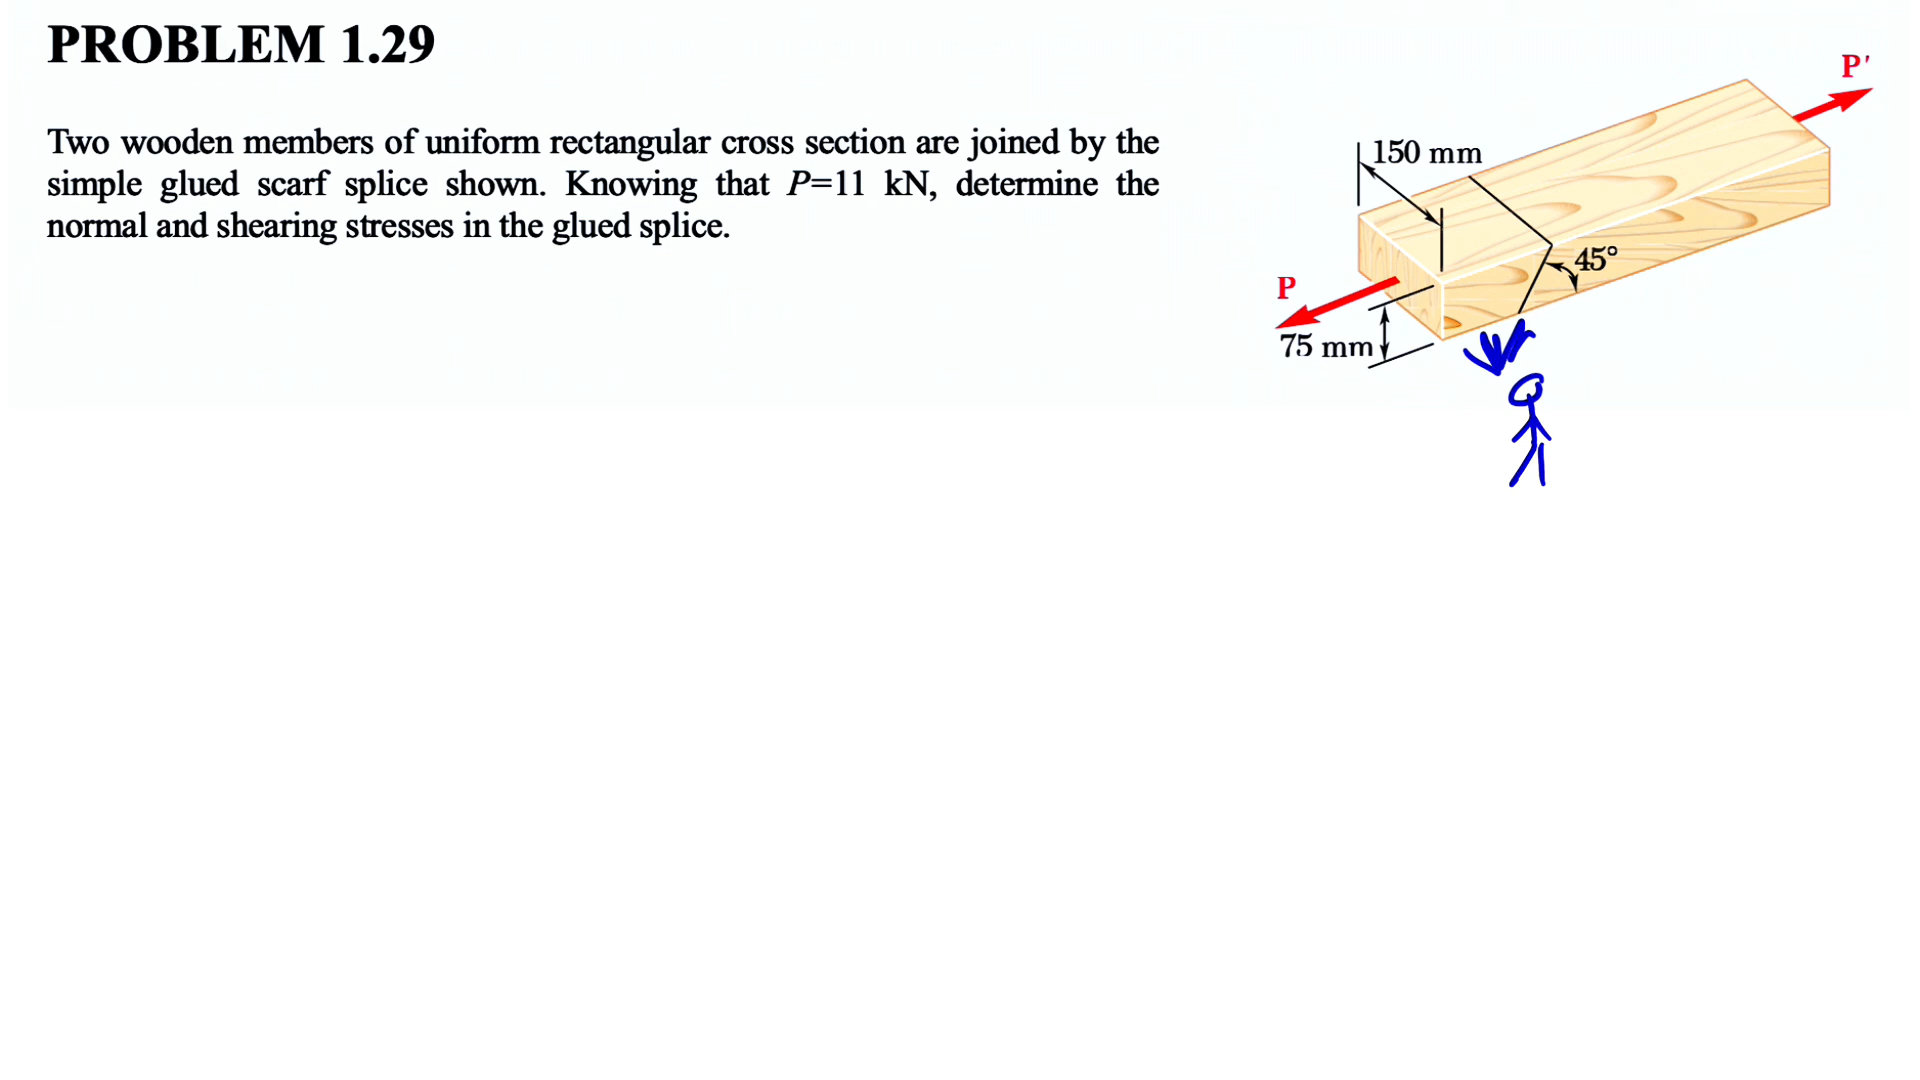 PROBLEM 1.29
Two wooden members of uniform rectangular cross section are joined by the
simple glued scarf splice shown. Knowing that P=11 kN, determine the
normal and shearing stresses in the glued splice.
P'
150 mm
45°
P
75 mm